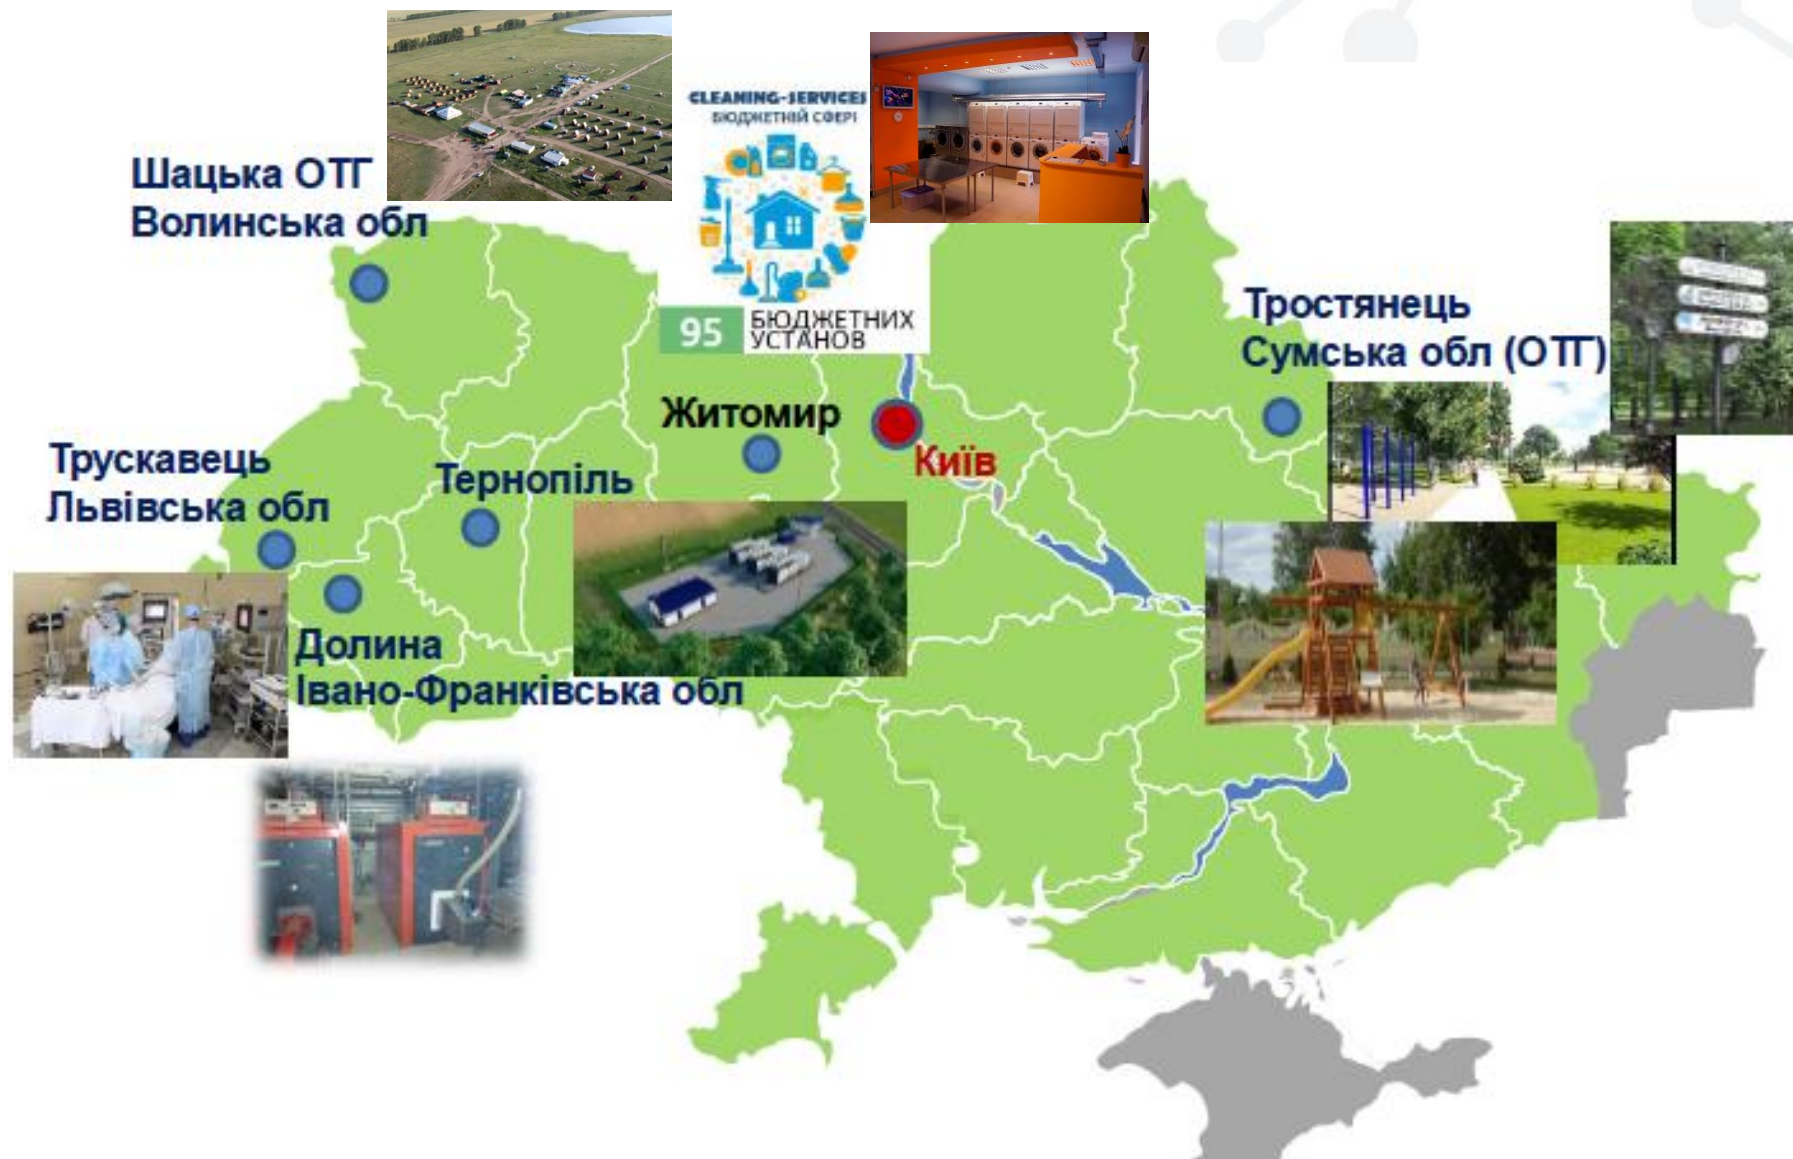 CLEANING-SERVICES
БЮДЖЕТНІЙ СФЕРІ
Шацька ОТГ
Волинська обл
95 БЮДЖЕТНИХ
УСТАНОВ
Тростянець
Сумська обл (ОТГ)
Житомир
Київ
Трускавець
Львівська обл
Тернопіль
Долина
Івано-Франківська обл